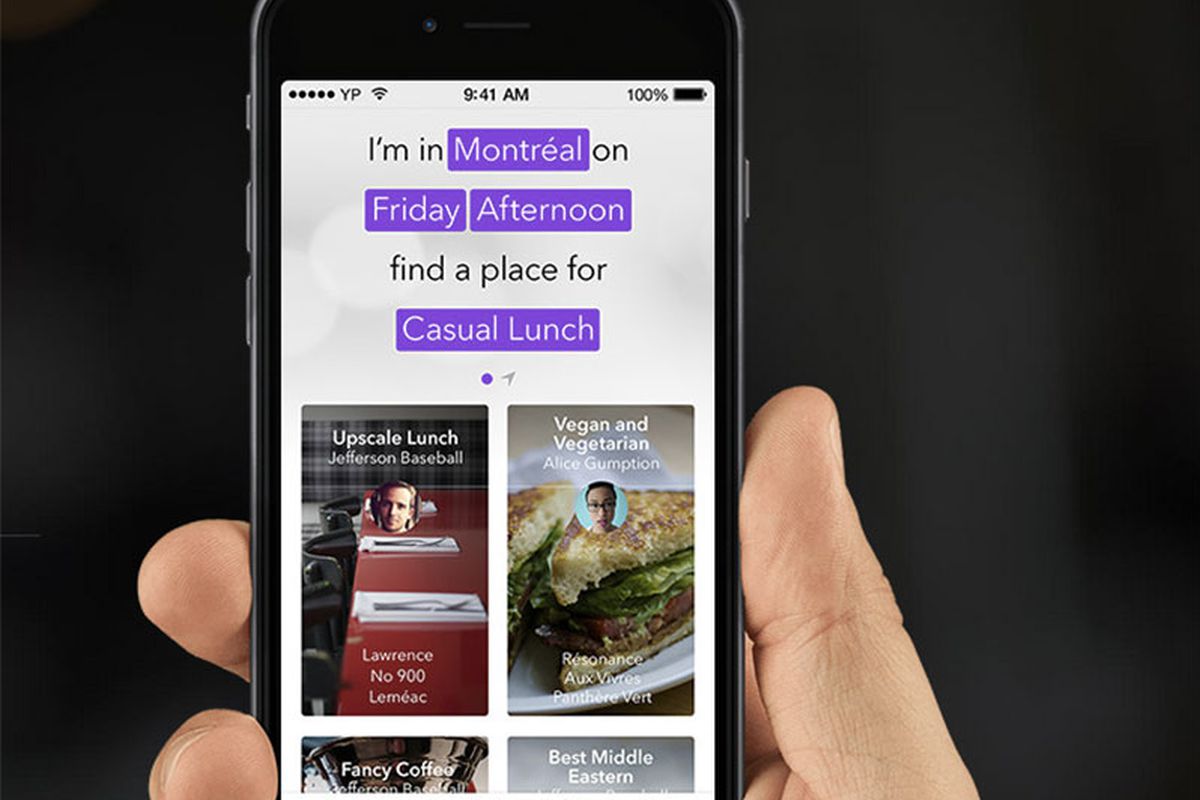 YP 9:41 AM 100%
I'm in Montréal on
Friday Afternoon
find a place for
Casual Lunch
Upscale Lunch
Jefferson Baseball
Lawrence
No 900
Leméac
Vegan and
Vegetarian
Alice Gumption
Résonance
Aux Vivres
Panthère Vert
Fancy Coffee
Jefferson Baseball
Best Middle
Eastern
Jefferson Baseball